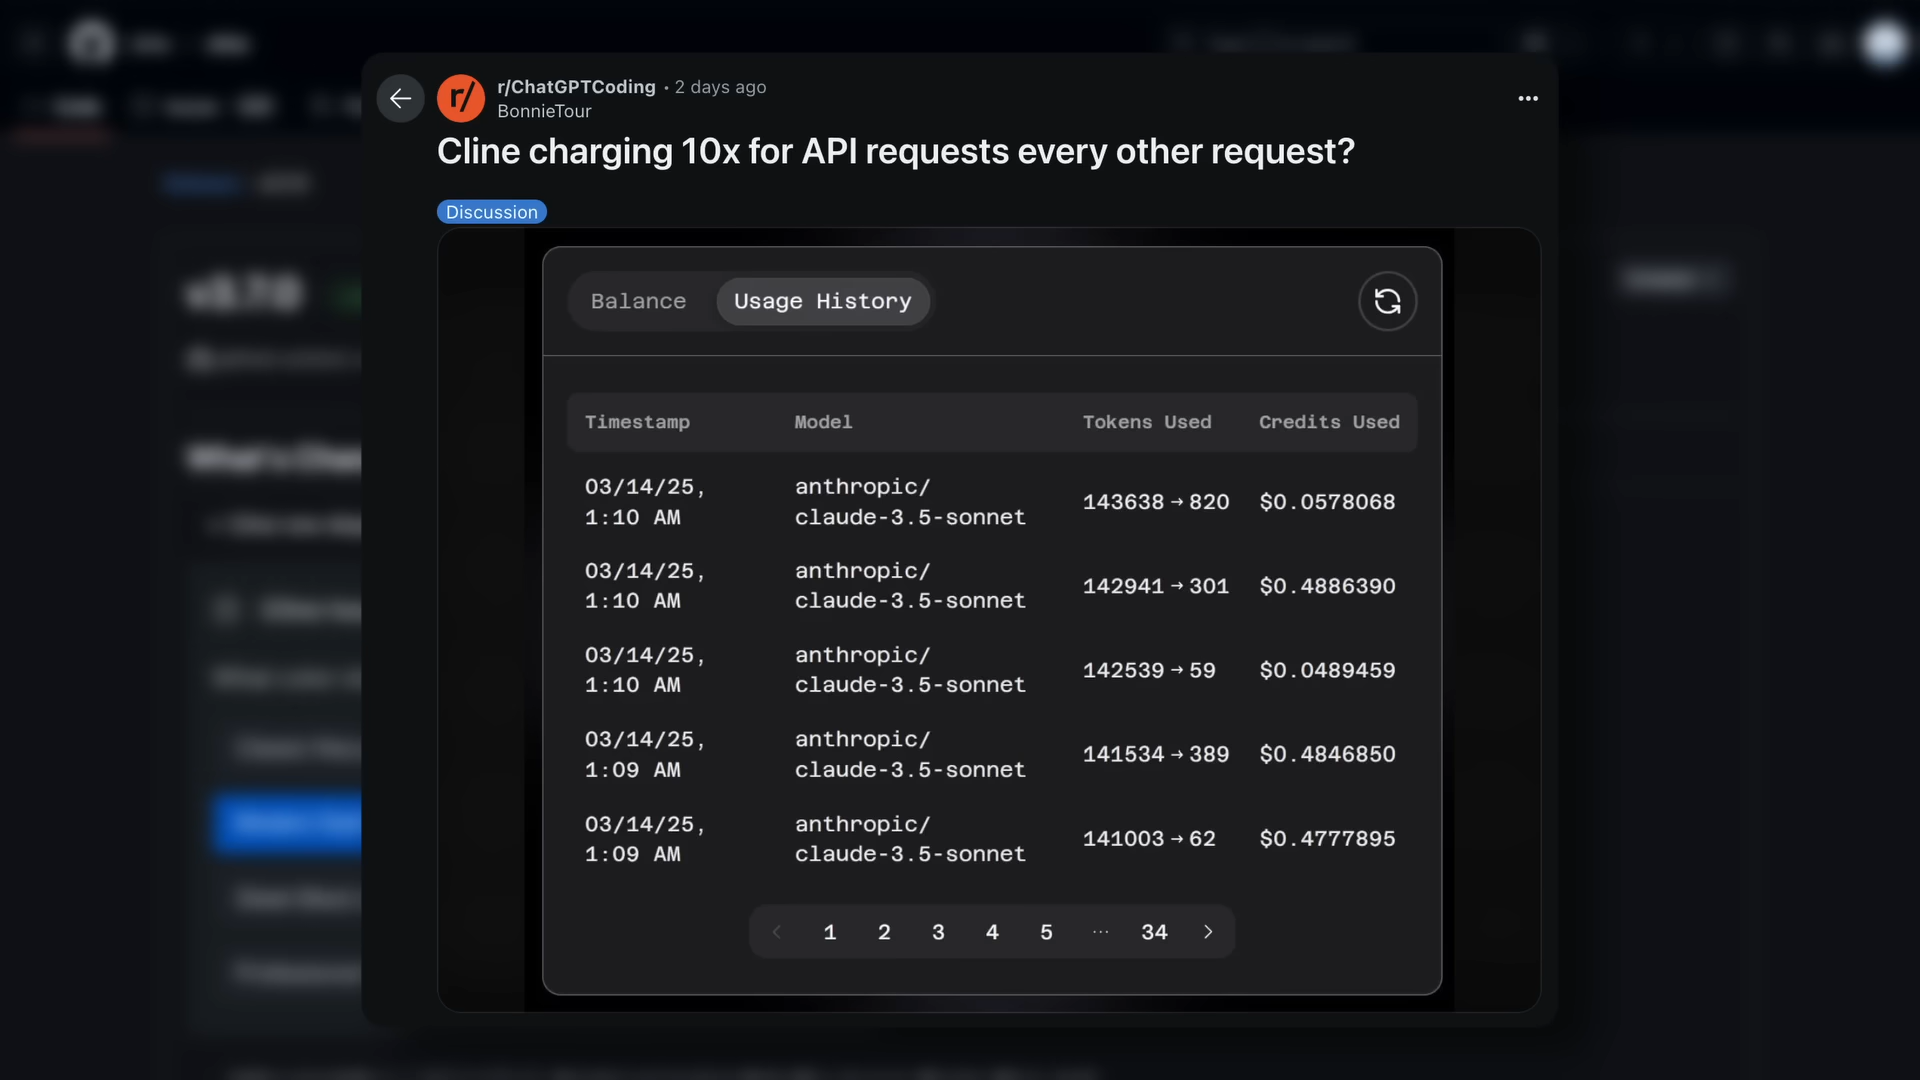 r/ChatGPTCoding • 2 days ago
BonnieTour
Cline charging 10x for API requests every other request?
Discussion
Balance Usage History
Timestamp Model Tokens Used Credits Used
03/14/25, 1:10 AM anthropic/claude-3.5-sonnet 143638→820 $0.0578068
03/14/25, 1:10 AM anthropic/claude-3.5-sonnet 142941→301 $0.4886390
03/14/25, 1:10 AM anthropic/claude-3.5-sonnet 142539→59 $0.0489459
03/14/25, 1:09 AM anthropic/claude-3.5-sonnet 141534→389 $0.4846850
03/14/25, 1:09 AM anthropic/claude-3.5-sonnet 141003→62 $0.4777895
1 2 3 4 5 ... 34
v3.7.0